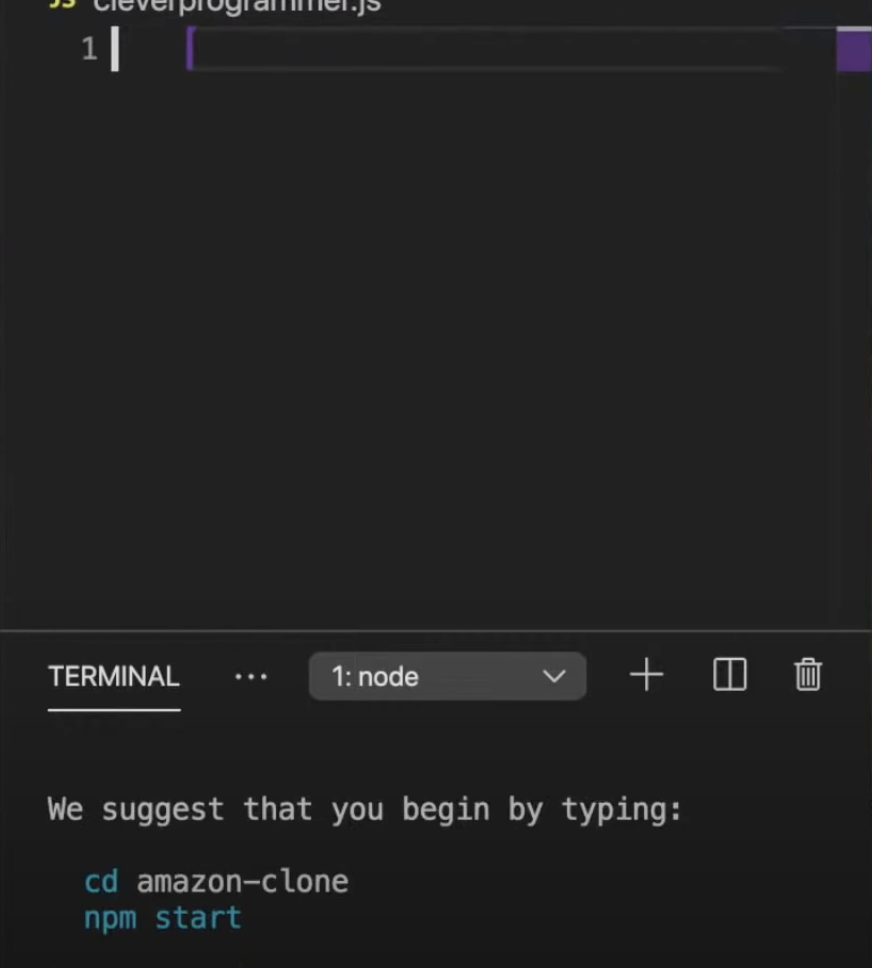 JS cleverprogrammer.js
1
TERMINAL ... 1: node
We suggest that you begin by typing:
cd amazon-clone
npm start